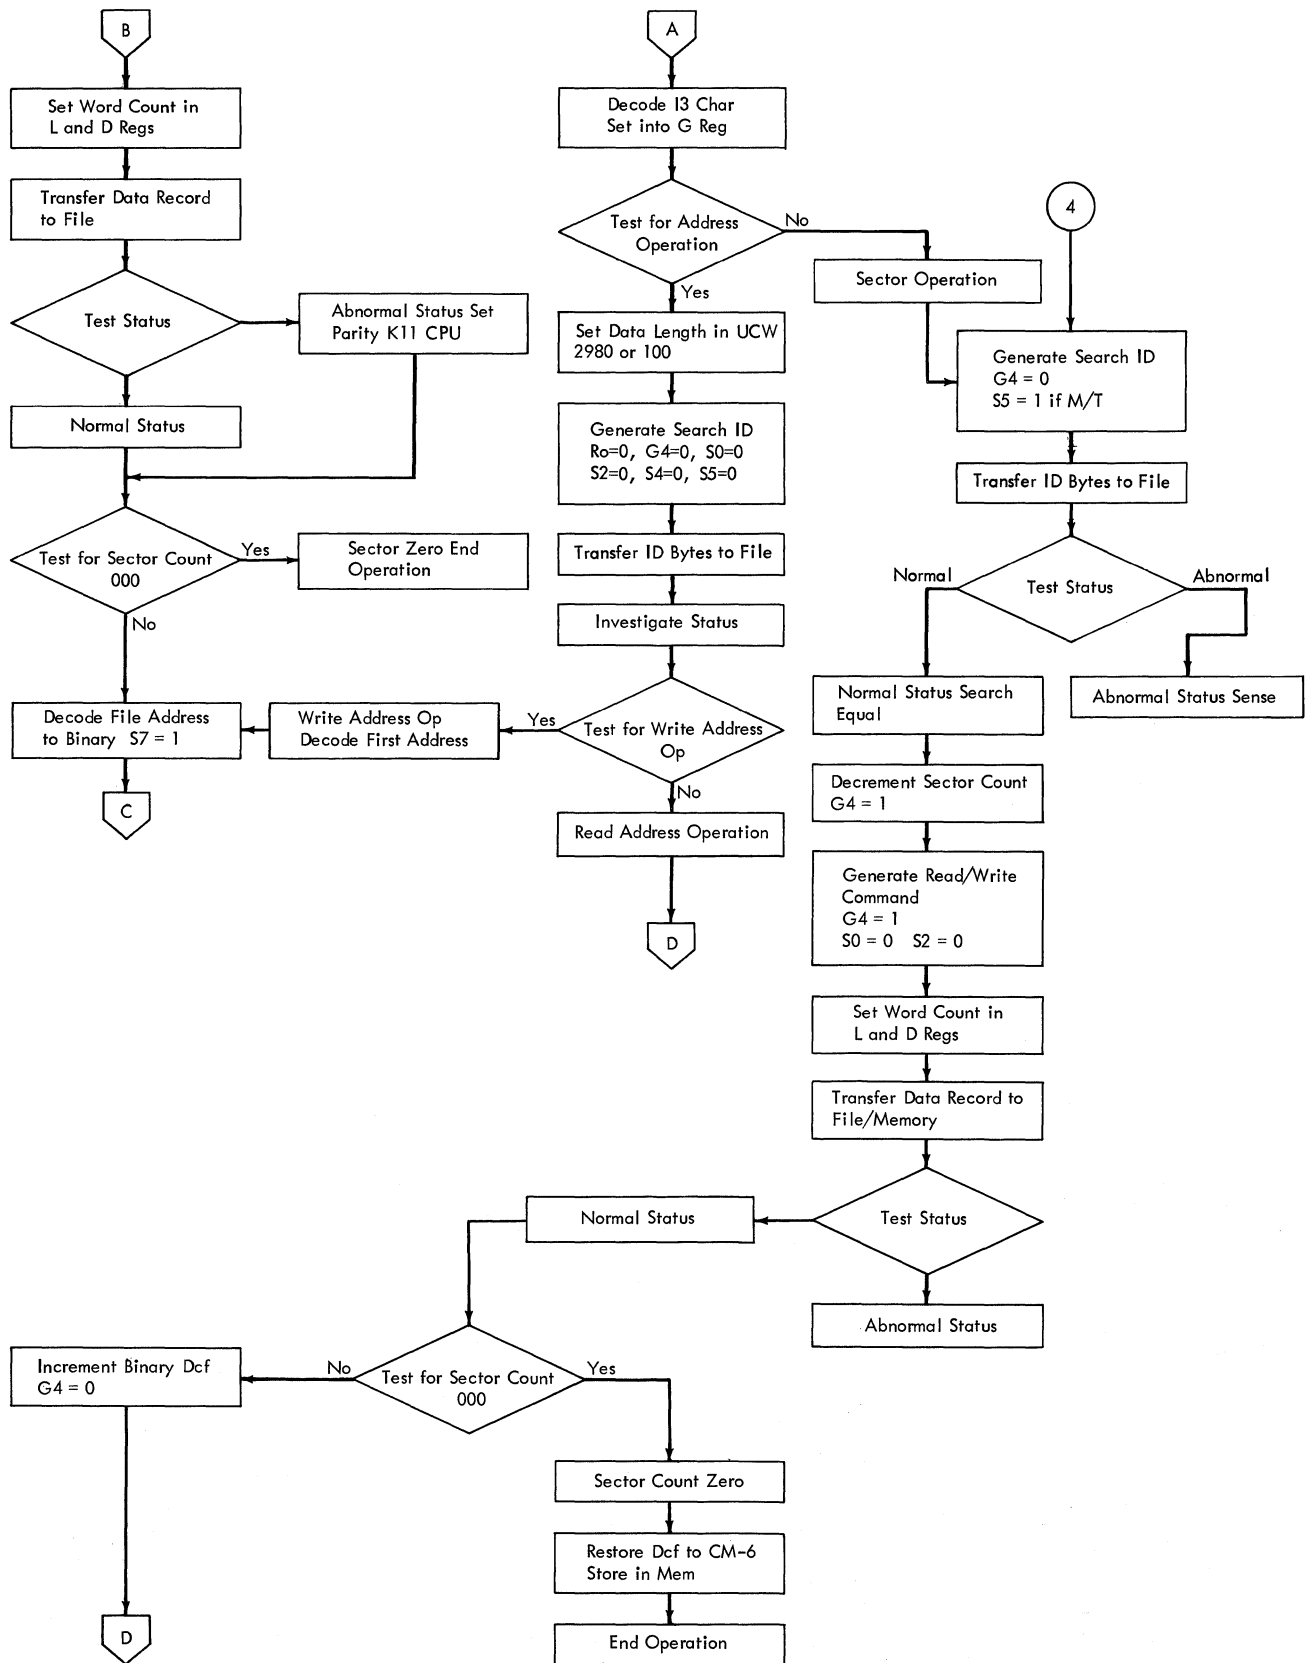 B
Set Word Count in
L and D Regs
Transfer Data Record
to File
Test Status
Abnormal Status Set
Parity K11 CPU
Normal Status
Test for Sector Count
000
Yes
Sector Zero End
Operation
No
Decode File Address
to Binary S7 = 1
C
A
Decode I3 Char
Set into G Reg
Test for Address
Operation
No
Yes
Sector Operation
Set Data Length in UCW
2980 or 100
Generate Search ID
Ro=0, G4=0, S0=0
S2=0, S4=0, S5=0
Transfer ID Bytes to File
Investigate Status
Test for Write Address
Op
Yes
Write Address Op
Decode First Address
No
Read Address Operation
D
4
Generate Search ID
G4 = 0
S5 = 1 if M/T
Transfer ID Bytes to File
Test Status
Normal
Abnormal
Abnormal Status Sense
Normal Status Search
Equal
Decrement Sector Count
G4 = 1
Generate Read/Write
Command
G4 = 1
S0 = 0 S2 = 0
Set Word Count in
L and D Regs
Transfer Data Record to
File/Memory
Test Status
Normal Status
Abnormal Status
Test for Sector Count
000
No
Yes
Increment Binary Dcf
G4 = 0
D
Sector Count Zero
Restore Dcf to CM-6
Store in Mem
End Operation